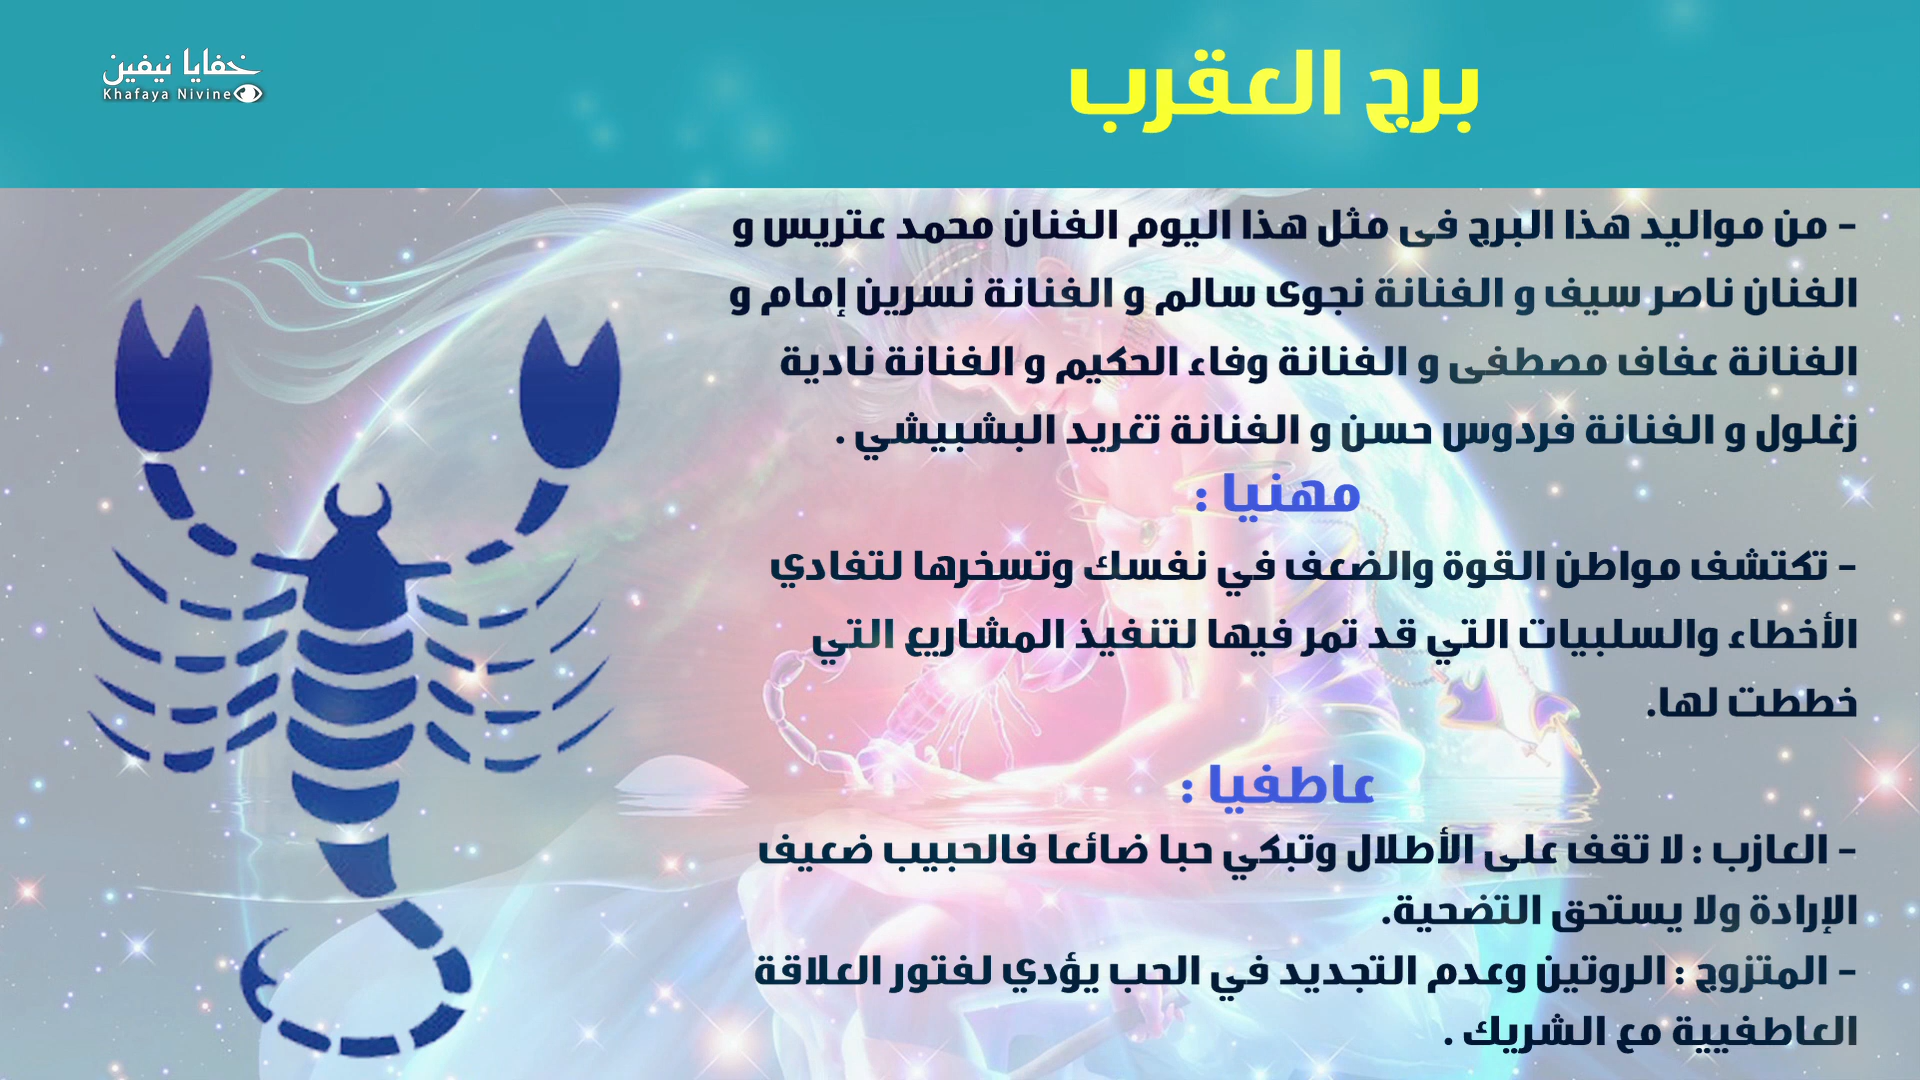 برج العقرب
خفايا نيفين
Khafaya Nivine
- من مواليد هذا البرج فى مثل هذا اليوم الفنان محمد عتريس و
الفنان ناصر سيف و الفنانة نجوى سالم و الفنانة نسرين إمام و
الفنانة عفاف مصطفى و الفنانة وفاء الحكيم و الفنانة نادية
زغلول و الفنانة فردوس حسن و الفنانة تغريد البشبيشي .
مهنيا :
- تكتشف مواطن القوة والضعف في نفسك وتسخرها لتفادي
الأخطاء والسلبيات التي قد تمر فيها لتنفيذ المشاريع التي
خططت لها.
عاطفيا :
- العازب : لا تقف على الأطلال وتبكي حبا ضائعا فالحبيب ضعيف
الإرادة ولا يستحق التضحية.
- المتزوج : الروتين وعدم التجديد في الحب يؤدي لفتور العلاقة
العاطفيية مع الشريك .